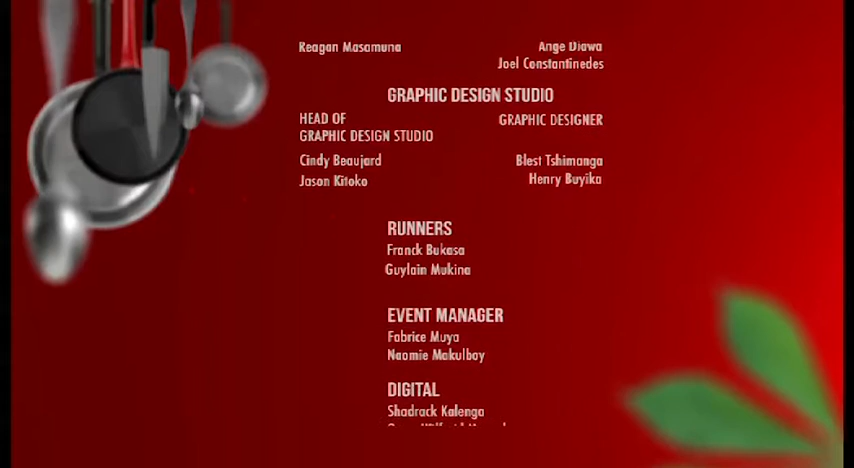 Reagan Masamuna
Ange Diawa
Joel Constantinedes
GRAPHIC DESIGN STUDIO
HEAD OF
GRAPHIC DESIGN STUDIO
Cindy Beaujard
Jason Kitoko
GRAPHIC DESIGNER
Blest Tshimanga
Henry Buyika
RUNNERS
Franck Bukasa
Guylain Mukina
EVENT MANAGER
Fabrice Muya
Naomie Makulboy
DIGITAL
Shadrack Kalenga